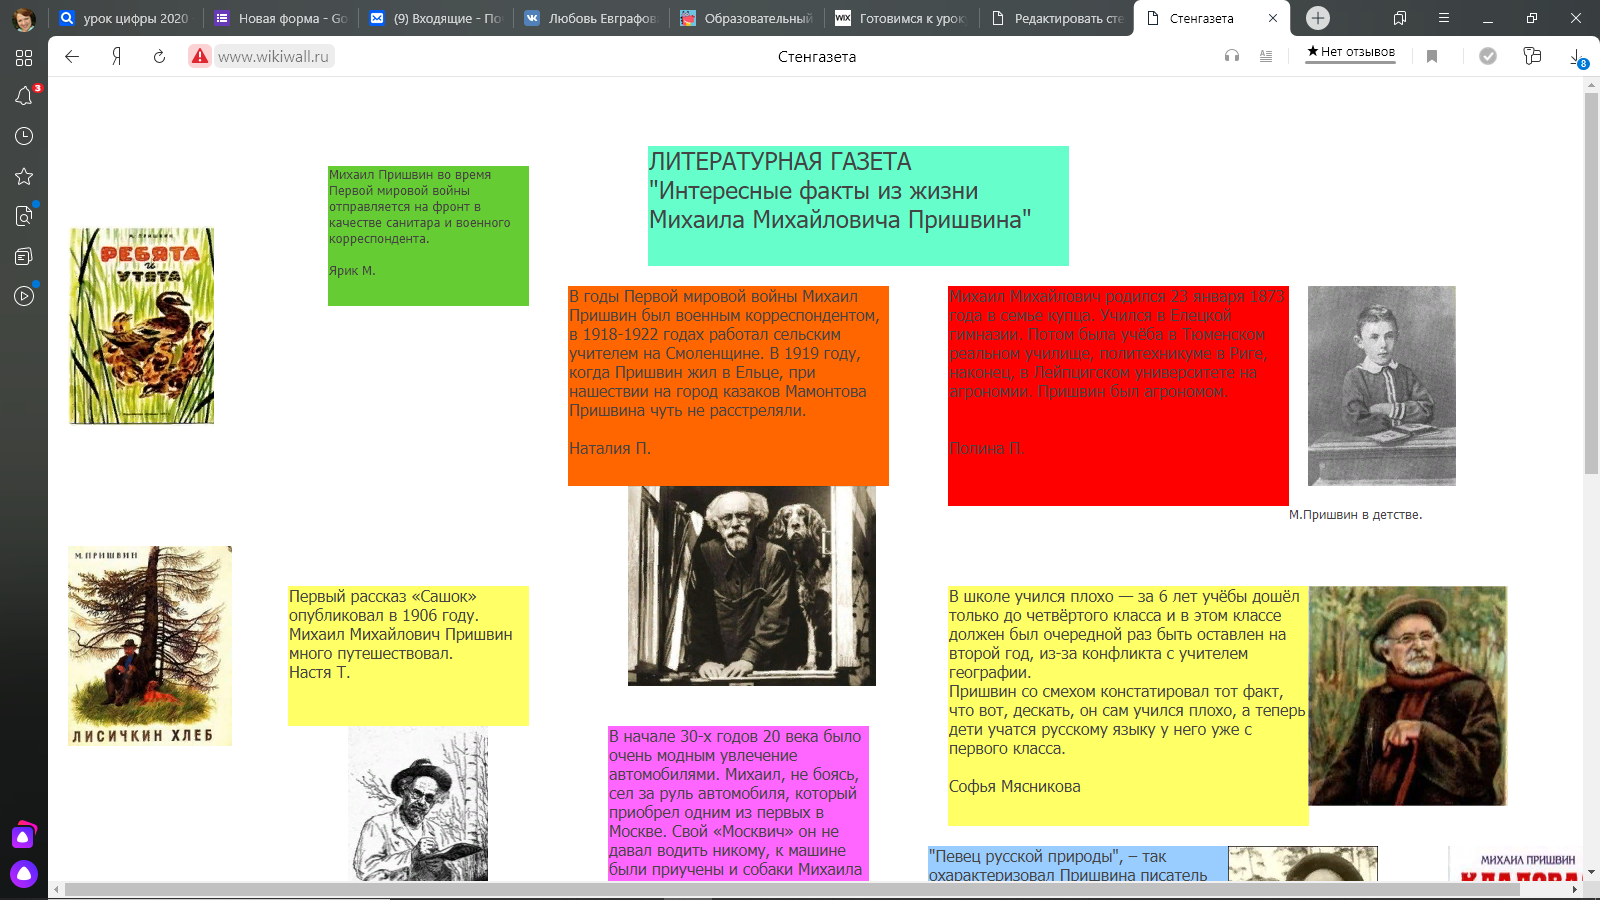 урок цифры 2020
Новая форма - Go
(9) Входящие - По
Любовь Евграфов
Образовательный
Готовимся к урок
Редактировать сте
Стенгазета
www.wikiwall.ru
Стенгазета
Нет отзывов
8
3
ЛИТЕРАТУРНАЯ ГАЗЕТА
"Интересные факты из жизни
Михаила Михайловича Пришвина"
Михаил Пришвин во время
Первой мировой войны
отправляется на фронт в
качестве санитара и военного
корреспондента.
Ярик М.
РЕБЯТА
и
УТЯТА
В годы Первой мировой войны Михаил
Пришвин был военным корреспондентом,
в 1918-1922 годах работал сельским
учителем на Смоленщине. В 1919 году,
когда Пришвин жил в Ельце, при
нашествии на город казаков Мамонтова
Пришвина чуть не расстреляли.
Наталия П.
Михаил Михайлович родился 23 января 1873
года в семье купца. Учился в Елецкой
гимназии. Потом была учёба в Тюменском
реальном училище, политехникуме в Риге,
наконец, в Лейпцигском университете на
агрономии. Пришвин был агрономом.
Полина П.
М.Пришвин в детстве.
М. ПРИШВИН
ЛИСИЧКИН ХЛЕБ
Первый рассказ «Сашок»
опубликовал в 1906 году.
Михаил Михайлович Пришвин
много путешествовал.
Настя Т.
В школе учился плохо — за 6 лет учёбы дошёл
только до четвёртого класса и в этом классе
должен был очередной раз быть оставлен на
второй год, из-за конфликта с учителем
географии.
Пришвин со смехом констатировал тот факт,
что вот, дескать, он сам учился плохо, а теперь
дети учатся русскому языку у него уже с
первого класса.
Софья Мясникова
В начале 30-х годов 20 века было
очень модным увлечение
автомобилями. Михаил, не боясь,
сел за руль автомобиля, который
приобрел одним из первых в
Москве. Свой «Москвич» он не
давал водить никому, к машине
были приучены и собаки Михаила
"Певец русской природы", – так
охарактеризовал Пришвина писатель
МИХАИЛ ПРИШВИН
КЛАДОВА